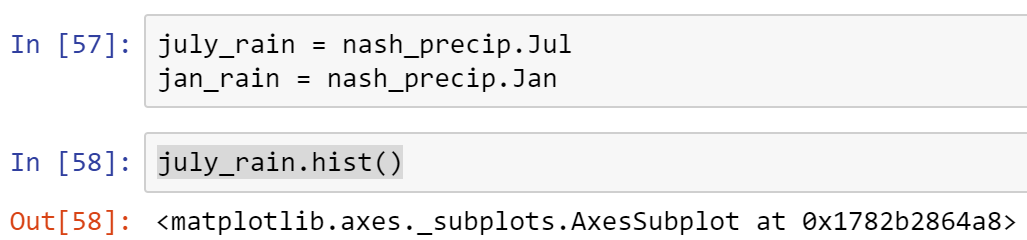 In [57]: july_rain = nash_precip.Jul
jan_rain = nash_precip.Jan
In [58]: july_rain.hist()
Out[58]: <matplotlib.axes._subplots.AxesSubplot at 0x1782b2864a8>